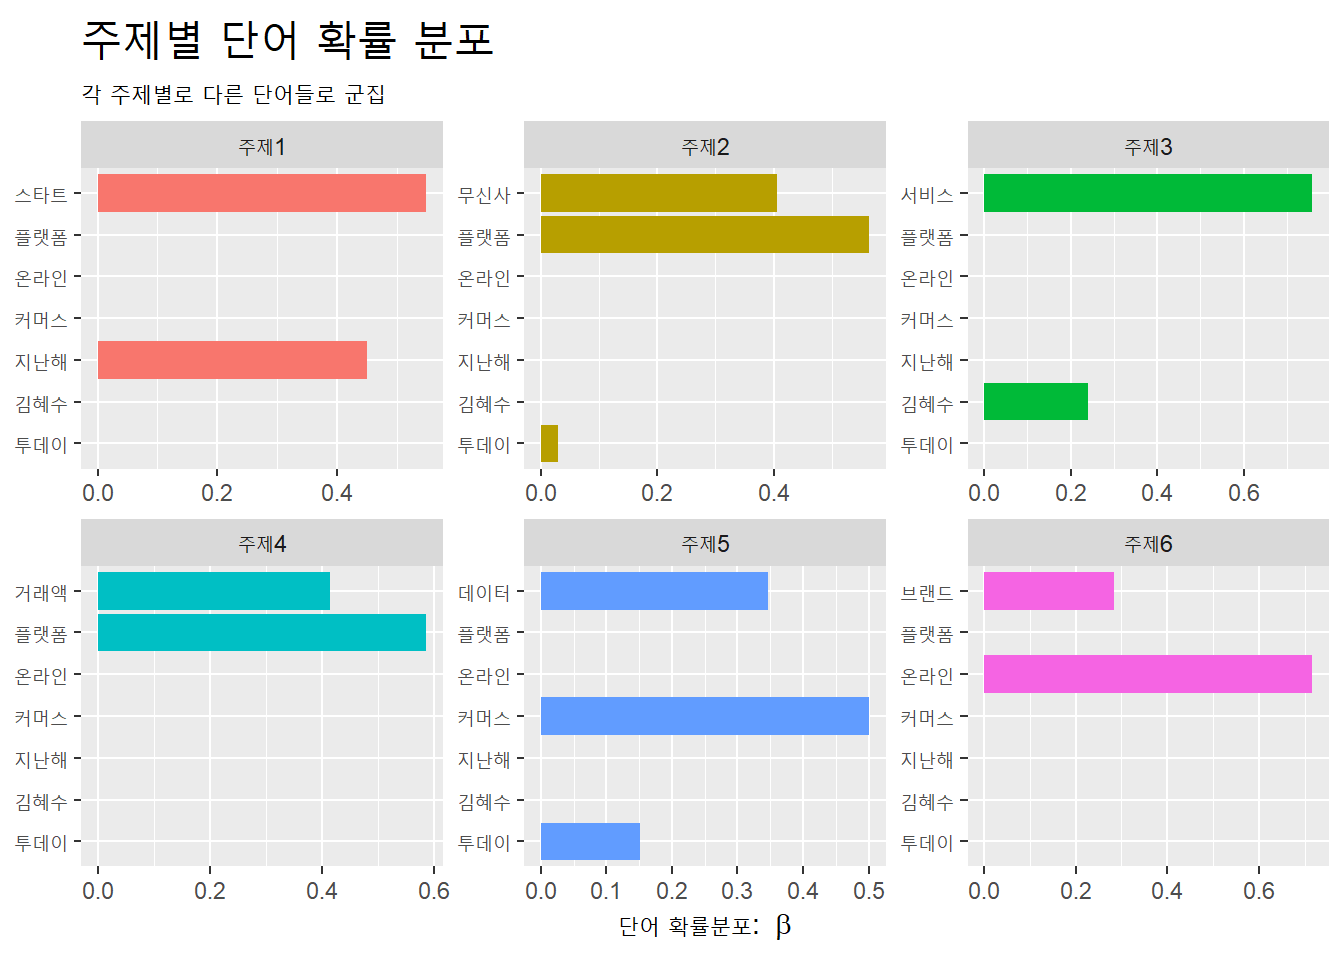 주제별 단어 확률 분포
각 주제별로 다른 단어들로 군집
주제1
스타트
플랫폼
온라인
커머스
지난해
김혜수
투데이
0.0 0.2 0.4
주제2
무신사
플랫폼
온라인
커머스
지난해
김혜수
투데이
0.0 0.2 0.4
주제3
서비스
플랫폼
온라인
커머스
지난해
김혜수
투데이
0.0 0.2 0.4 0.6
주제4
거래액
플랫폼
온라인
커머스
지난해
김혜수
투데이
0.0 0.2 0.4 0.6
주제5
데이터
플랫폼
온라인
커머스
지난해
김혜수
투데이
0.0 0.1 0.2 0.3 0.4 0.5
주제6
브랜드
플랫폼
온라인
커머스
지난해
김혜수
투데이
0.0 0.2 0.4 0.6
단어 확률분포: β